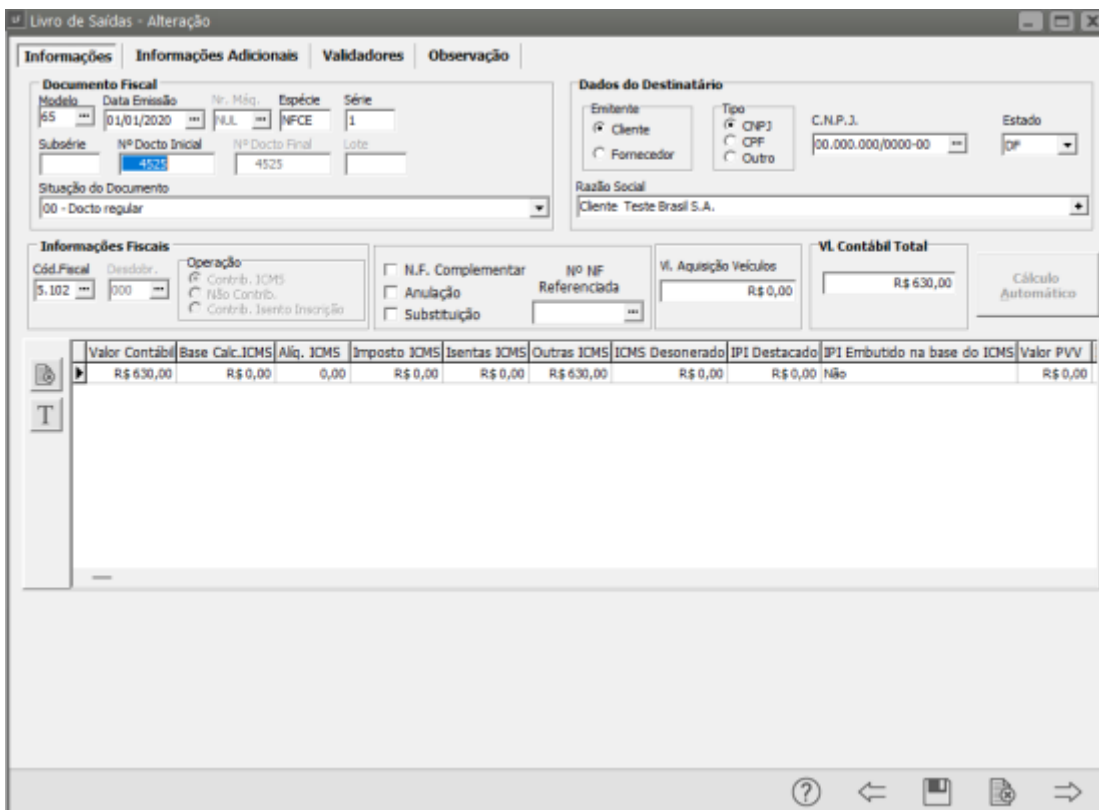 Livro de Saídas - Alteração
Informações Informações Adicionais Validadores Observação
Documento Fiscal
Modelo Data Emissão Nr. Máq. Espécie Série
65 01/01/2020 NUL NFCE 1
Subsérie Nº Docto Inicial Nº Docto Final Lote
4525 4525
Situação do Documento
00 - Docto regular
Dados do Destinatário
Emitente Tipo C.N.P.J. Estado
Cliente CNPJ 00.000.000/0000-00 DF
CPF
Fornecedor Outro
Razão Social
Cliente Teste Brasil S.A.
Informações Fiscais
Cód.Fiscal Desdobr. Operação
5.102 000 Contrib. ICMS
Não Contrib.
Contrib. Isento Inscrição
N.F. Complementar Nº NF
Anulação Referenciada
Substituição
Vl. Aquisição Veículos
R$ 0,00
Vl. Contábil Total
R$ 630,00
Cálculo
Automático
Valor Contábil Base Calc.ICMS Alíq. ICMS Imposto ICMS Isentas ICMS Outras ICMS ICMS Desonerado IPI Destacado IPI Embutido na base do ICMS Valor PVV
R$ 630,00 R$ 0,00 0,00 R$ 0,00 R$ 0,00 R$ 630,00 R$ 0,00 R$ 0,00 Não R$ 0,00
T